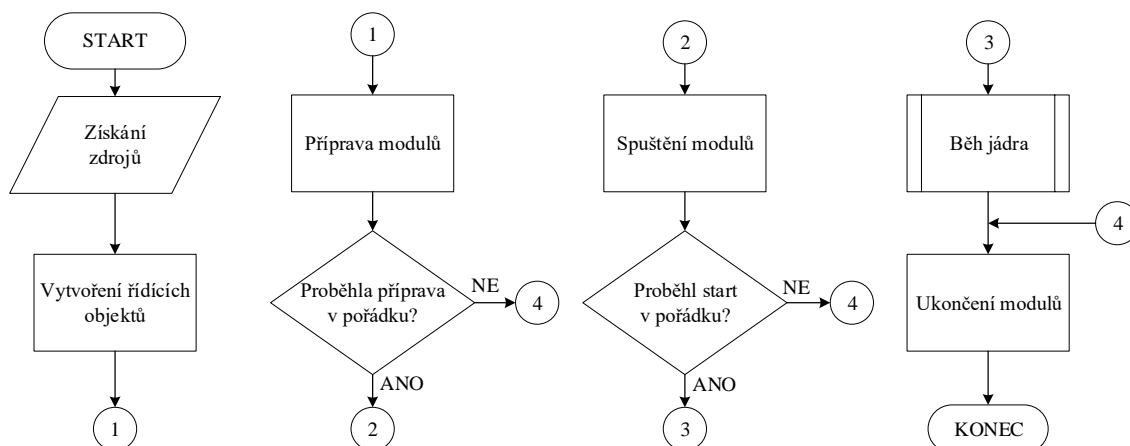 START
Získání
zdrojů
Vytvoření řídících
objektů
1
1
Příprava modulů
Proběhla příprava
v pořádku?
NE
4
ANO
2
2
Spuštění modulů
Proběhl start
v pořádku?
NE
4
ANO
3
3
Běh jádra
4
Ukončení modulů
KONEC